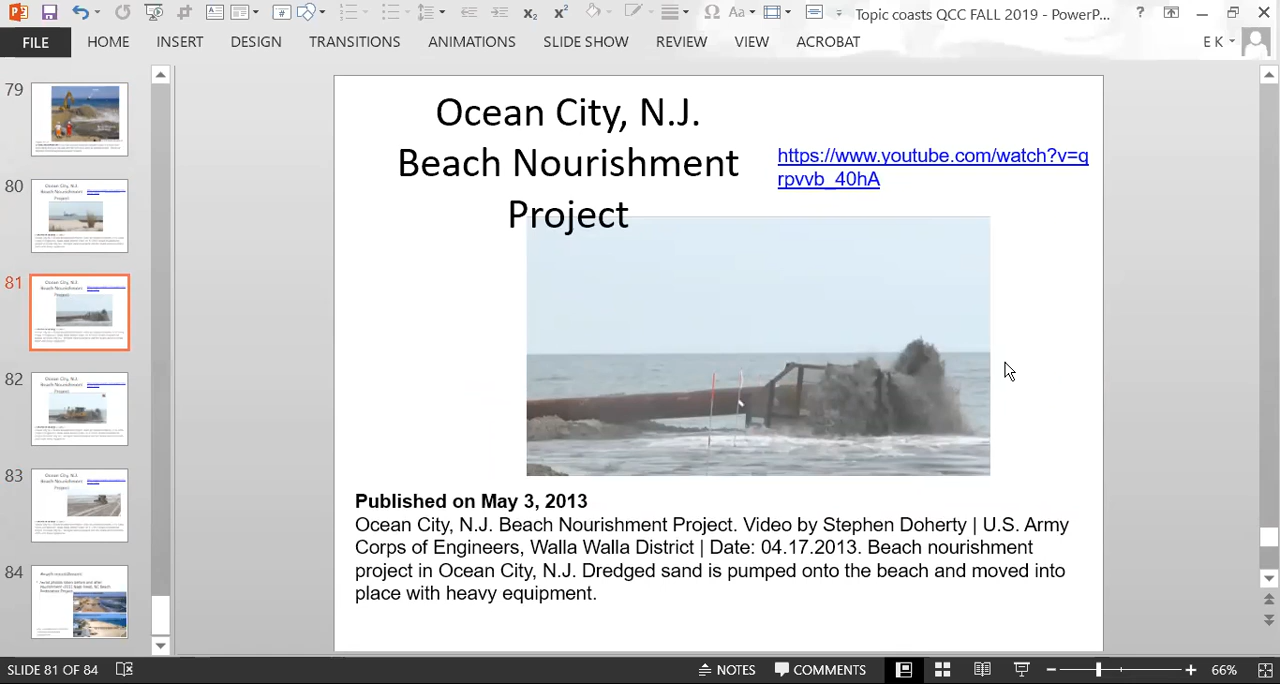 Topic coasts QCC FALL 2019 - PowerP...
FILE HOME INSERT DESIGN TRANSITIONS ANIMATIONS SLIDE SHOW REVIEW VIEW ACROBAT E K
79
80
81
82
83
84
Ocean City, N.J.
Beach Nourishment
Project
https://www.youtube.com/watch?v=q
rpvvb_40hA
Published on May 3, 2013
Ocean City, N.J. Beach Nourishment Project. Video by Stephen Doherty | U.S. Army
Corps of Engineers, Walla Walla District | Date: 04.17.2013. Beach nourishment
project in Ocean City, N.J. Dredged sand is pumped onto the beach and moved into
place with heavy equipment.
SLIDE 81 OF 84 NOTES COMMENTS 66%